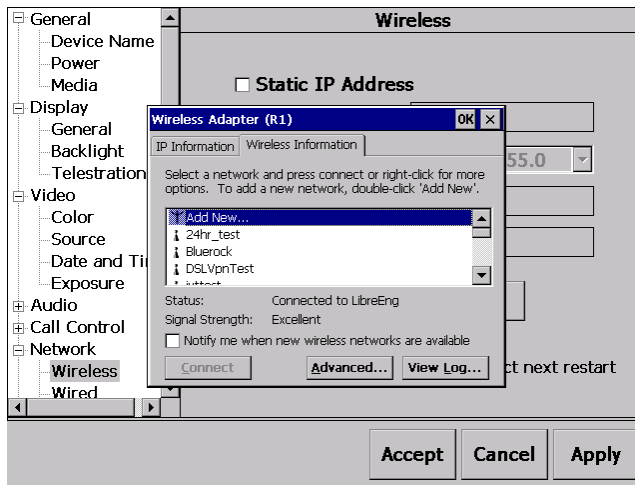 General
Device Name
Power
Media
Display
General
Backlight
Telestration
Video
Color
Source
Date and Ti
Exposure
Audio
Call Control
Network
Wireless
Wired
Wireless
Static IP Address
55.0
ct next restart
Wireless Adapter (R1) OK
IP Information Wireless Information
Select a network and press connect or right-click for more
options. To add a new network, double-click 'Add New'.
Add New...
24hr_test
Bluerock
DSLVpnTest
Status: Connected to LibreEng
Signal Strength: Excellent
Notify me when new wireless networks are available
Connect Advanced... View Log...
Accept Cancel Apply